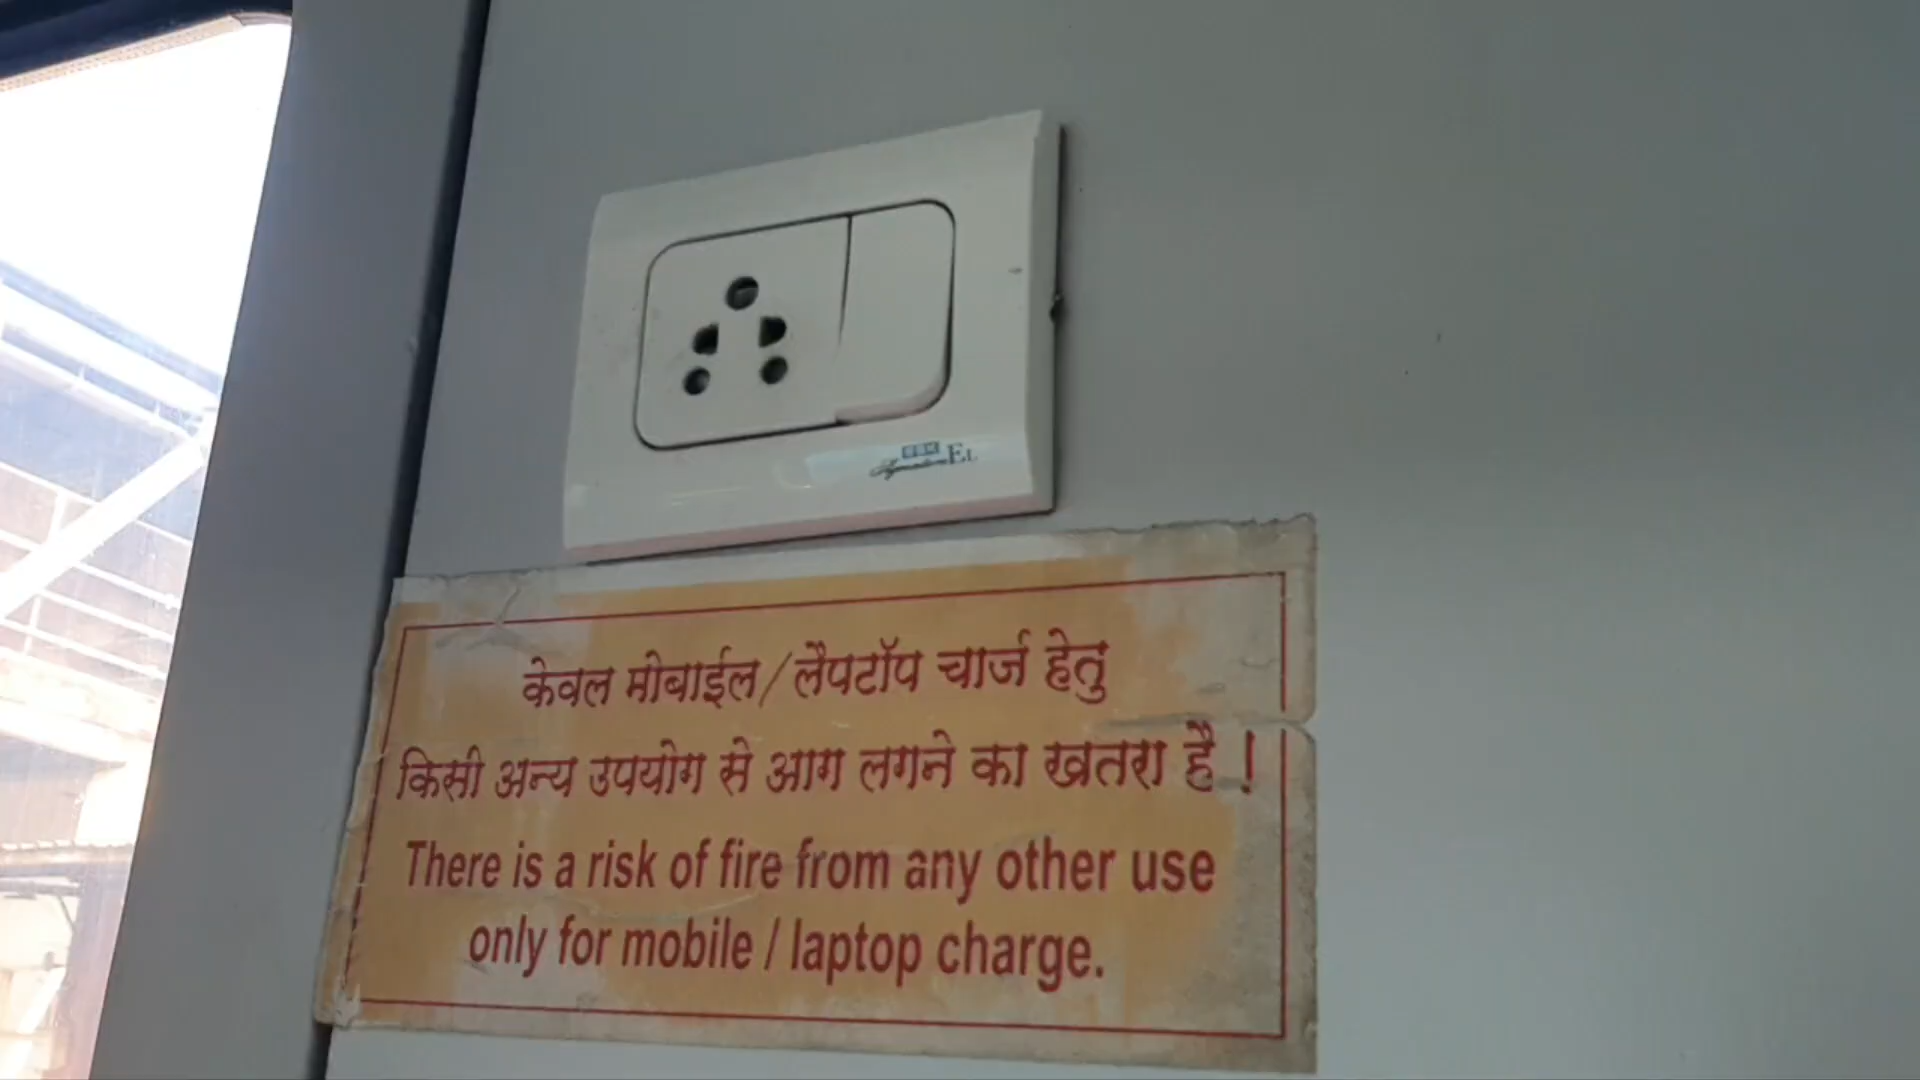 EL
केवल मोबाईल/लैपटॉप चार्ज हेतु
किसी अन्य उपयोग से आग लगने का खतरा है !
There is a risk of fire from any other use
only for mobile / laptop charge.